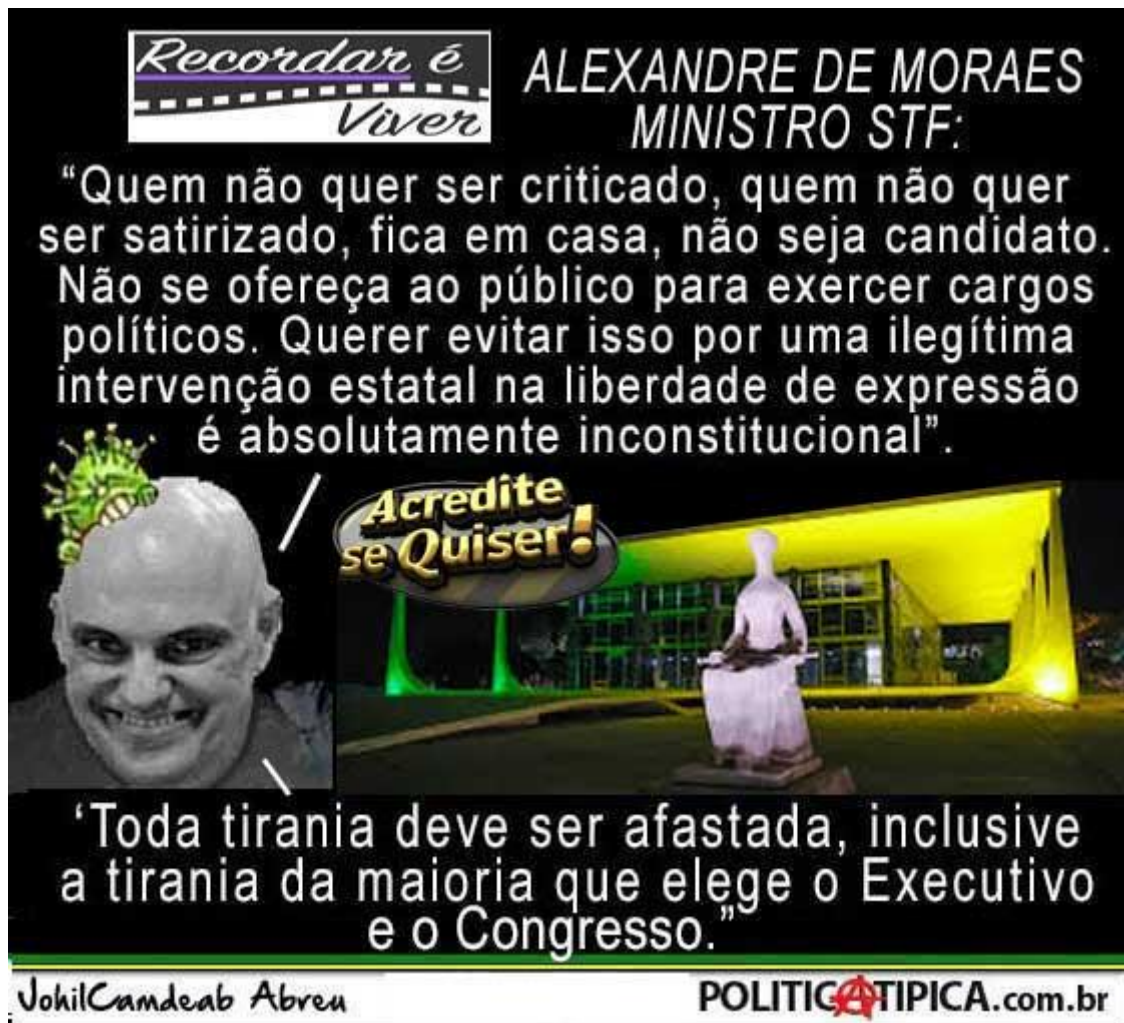 Recordar é
Viver
ALEXANDRE DE MORAES
MINISTRO STF:
“Quem não quer ser criticado, quem não quer
ser satirizado, fica em casa, não seja candidato.
Não se ofereça ao público para exercer cargos
políticos. Querer evitar isso por uma ilegítima
intervenção estatal na liberdade de expressão
é absolutamente inconstitucional”.
Acredite
se Quiser!
‘Toda tirania deve ser afastada, inclusive
a tirania da maioria que elege o Executivo
e o Congresso.”
JohilCamdeab Abreu
POLITICATIPICA.com.br